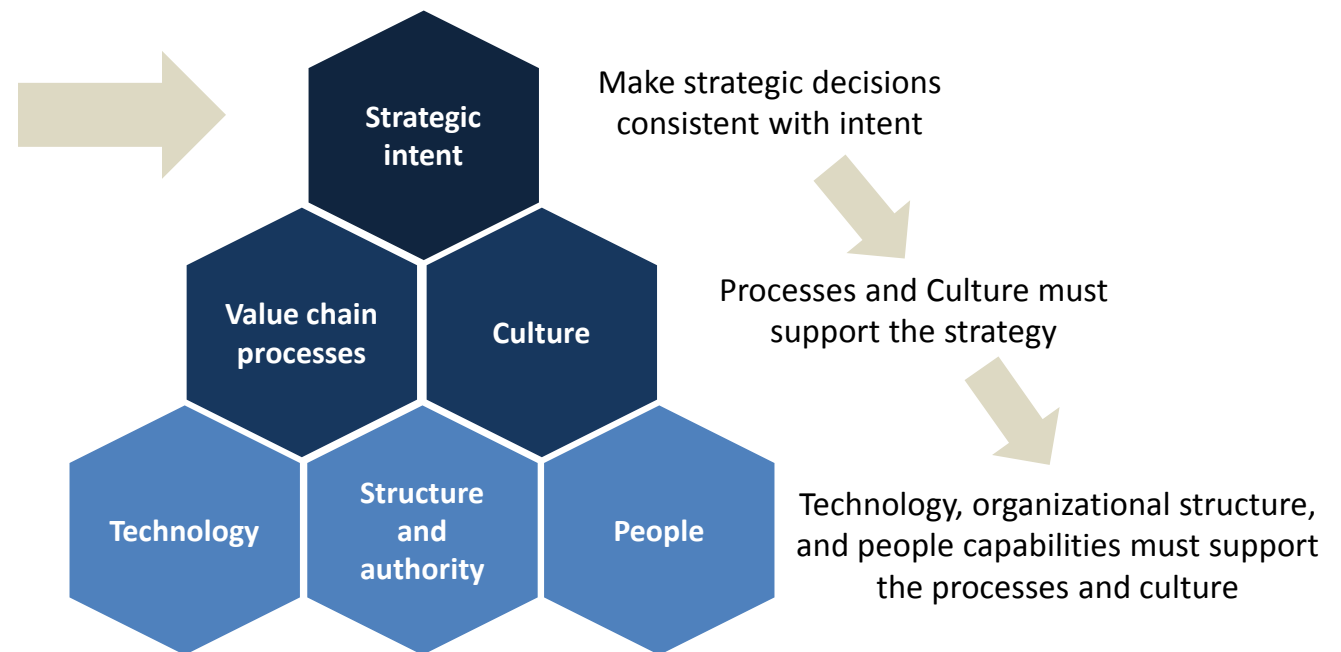 Strategic
intent
Make strategic decisions
consistent with intent
Value chain
processes
Culture
Processes and Culture must
support the strategy
Technology
Structure
and
authority
People
Technology, organizational structure,
and people capabilities must support
the processes and culture